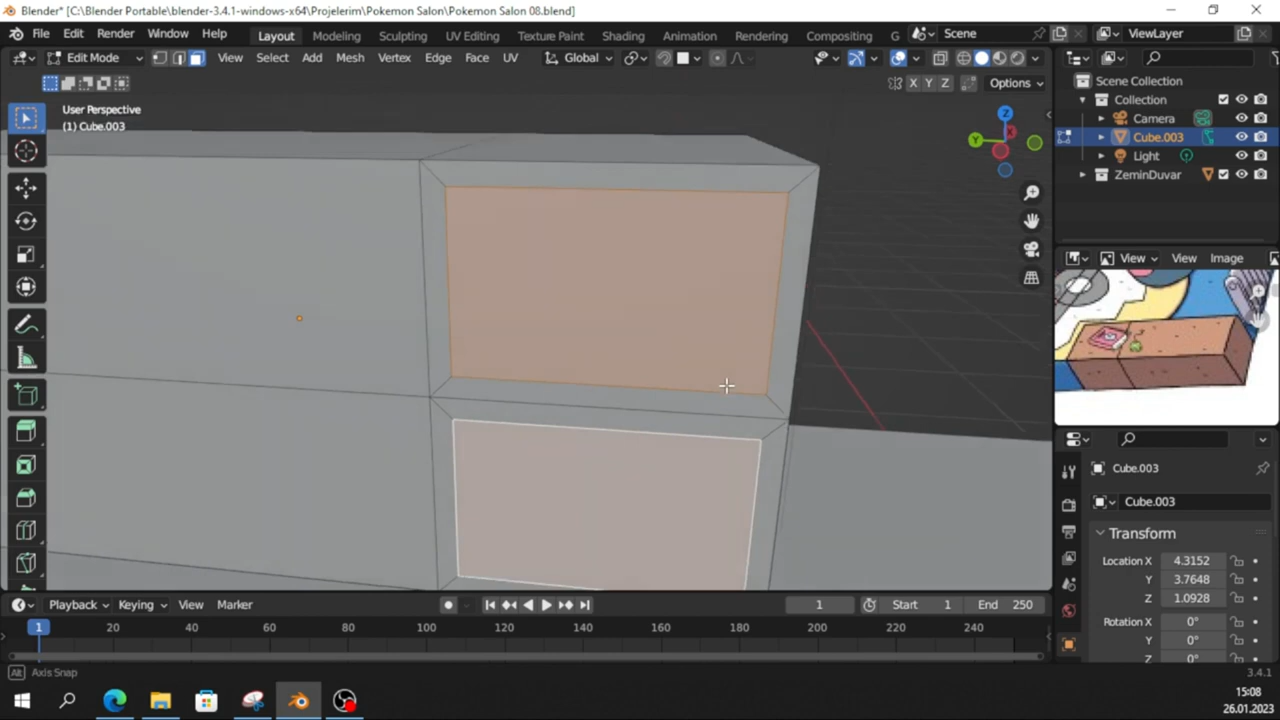 Blender* [C:\Blender Portable\blender-3.4.1-windows-x64\Projelerim\Pokemon Salon\Pokemon Salon 08.blend]
File Edit Render Window Help Layout Modeling Sculpting UV Editing Texture Paint Shading Animation Rendering Compositing G Scene ViewLayer
Edit Mode View Select Add Mesh Vertex Edge Face UV Global
X Y Z Options
User Perspective
(1) Cube.003
Z
Y
X
Scene Collection
Collection
Camera
Cube.003
Light
ZeminDuvar
View View Image
Cube.003
Cube.003
Transform
Location X 4.3152
Y 3.7648
Z 1.0928
Rotation X 0°
Y 0°
Z 0°
Playback Keying View Marker 1 Start 1 End 250
1 20 40 60 80 100 120 140 160 180 200 220 240
Alt Axis Snap 3.4.1
15:08
26.01.2023